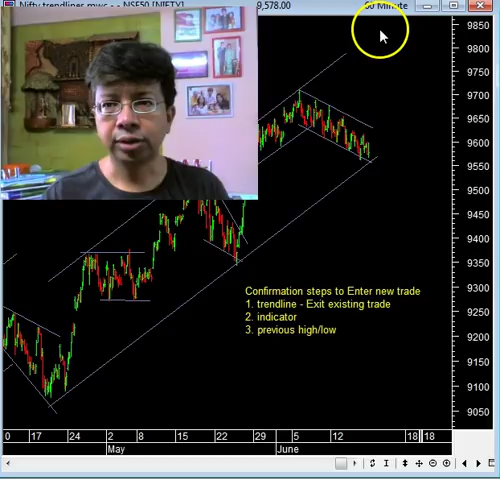 Nifty trendlines.mwc - - NSE50 [NIFTY]
9,578.00
60 Minute
9850
9800
9750
9700
9650
9600
9550
9500
9450
9400
9350
9300
9250
9200
9150
9100
9050
Confirmation steps to Enter new trade
1. trendline - Exit existing trade
2. indicator
3. previous high/low
0 17 24 2 8 15 22 29 5 12 18 18
May June